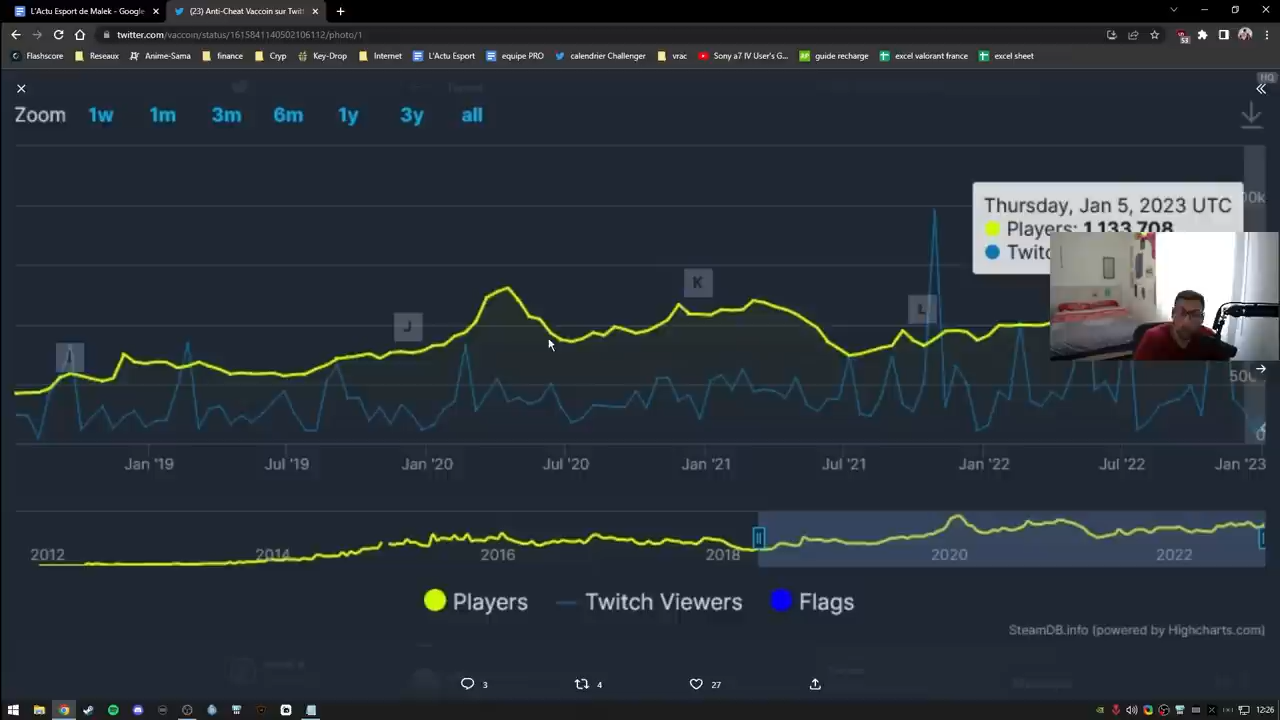 L'Actu Esport de Malek - Google
(23) Anti-Cheat Vaccoin sur Twitt
twitter.com/vaccoin/status/1615841140502106112/photo/1
Flashscore
Reseaux
Anime-Sama
finance
Cryp
Key-Drop
Internet
L'Actu Esport
equipe PRO
calendrier Challenger
vrac
Sony a7 IV User's G...
guide recharge
excel valorant france
excel sheet
HQ
Zoom 1w 1m 3m 6m 1y 3y all
Thursday, Jan 5, 2023 UTC
Players: 1 133 708
J
K
L
Jan '19
Jul '19
Jan '20
Jul '20
Jan '21
Jul '21
Jan '22
Jul '22
Jan '23
2012
2014
2016
2018
2020
2022
Players
Twitch Viewers
Flags
SteamDB.info (powered by Highcharts.com)
3
4
27
12:26